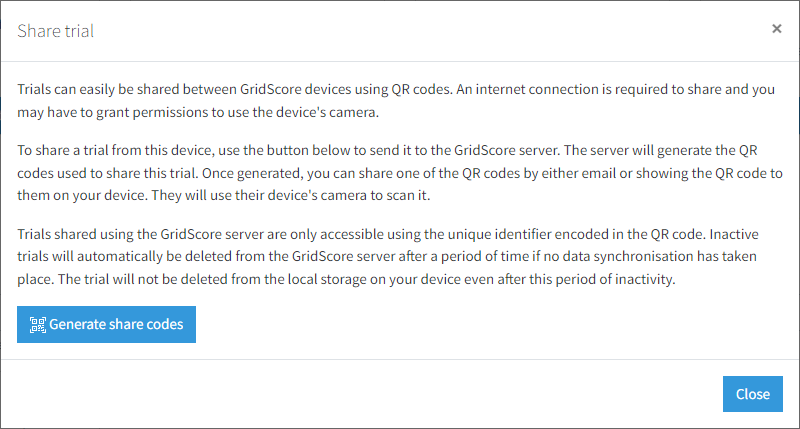 Share trial
×
Trials can easily be shared between GridScore devices using QR codes. An internet connection is required to share and you
may have to grant permissions to use the device's camera.
To share a trial from this device, use the button below to send it to the GridScore server. The server will generate the QR
codes used to share this trial. Once generated, you can share one of the QR codes by either email or showing the QR code to
them on your device. They will use their device's camera to scan it.
Trials shared using the GridScore server are only accessible using the unique identifier encoded in the QR code. Inactive
trials will automatically be deleted from the GridScore server after a period of time if no data synchronisation has taken
place. The trial will not be deleted from the local storage on your device even after this period of inactivity.
Generate share codes
Close